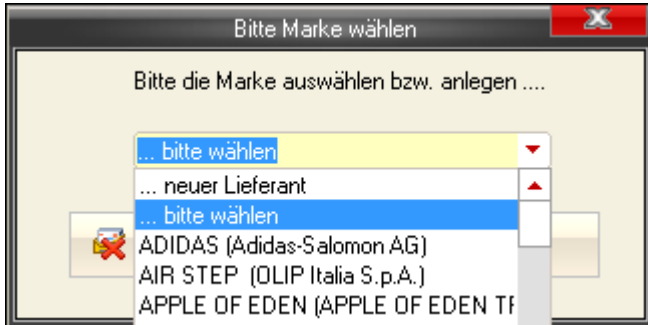 Bitte Marke wählen
Bitte die Marke auswählen bzw. anlegen ....
... bitte wählen
... neuer Lieferant
... bitte wählen
ADIDAS (Adidas-Salomon AG)
AIR STEP (OLIP Italia S.p.A.)
APPLE OF EDEN (APPLE OF EDEN